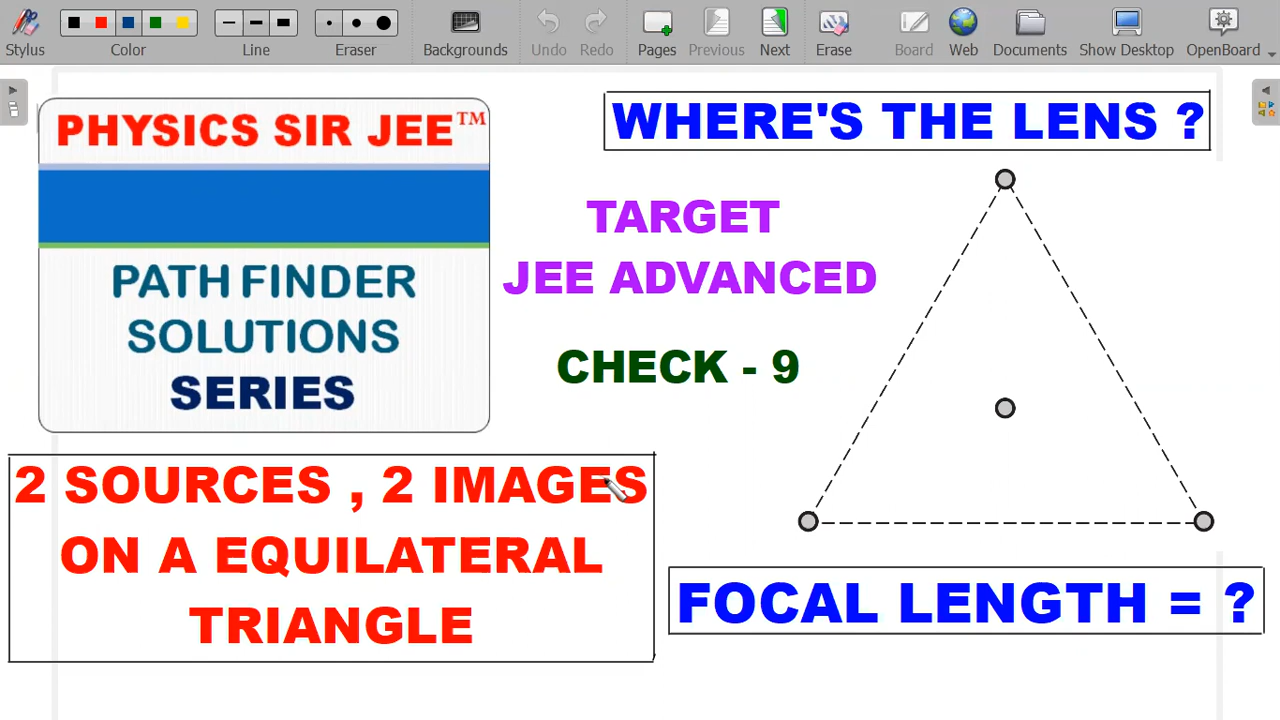 Stylus
Color
Line
Eraser
Backgrounds
Undo
Redo
Pages
Previous
Next
Erase
Board
Web
Documents
Show Desktop
OpenBoard
PHYSICS SIR JEE™
PATH FINDER
SOLUTIONS
SERIES
WHERE'S THE LENS ?
TARGET
JEE ADVANCED
CHECK - 9
2 SOURCES , 2 IMAGES
ON A EQUILATERAL
TRIANGLE
FOCAL LENGTH = ?